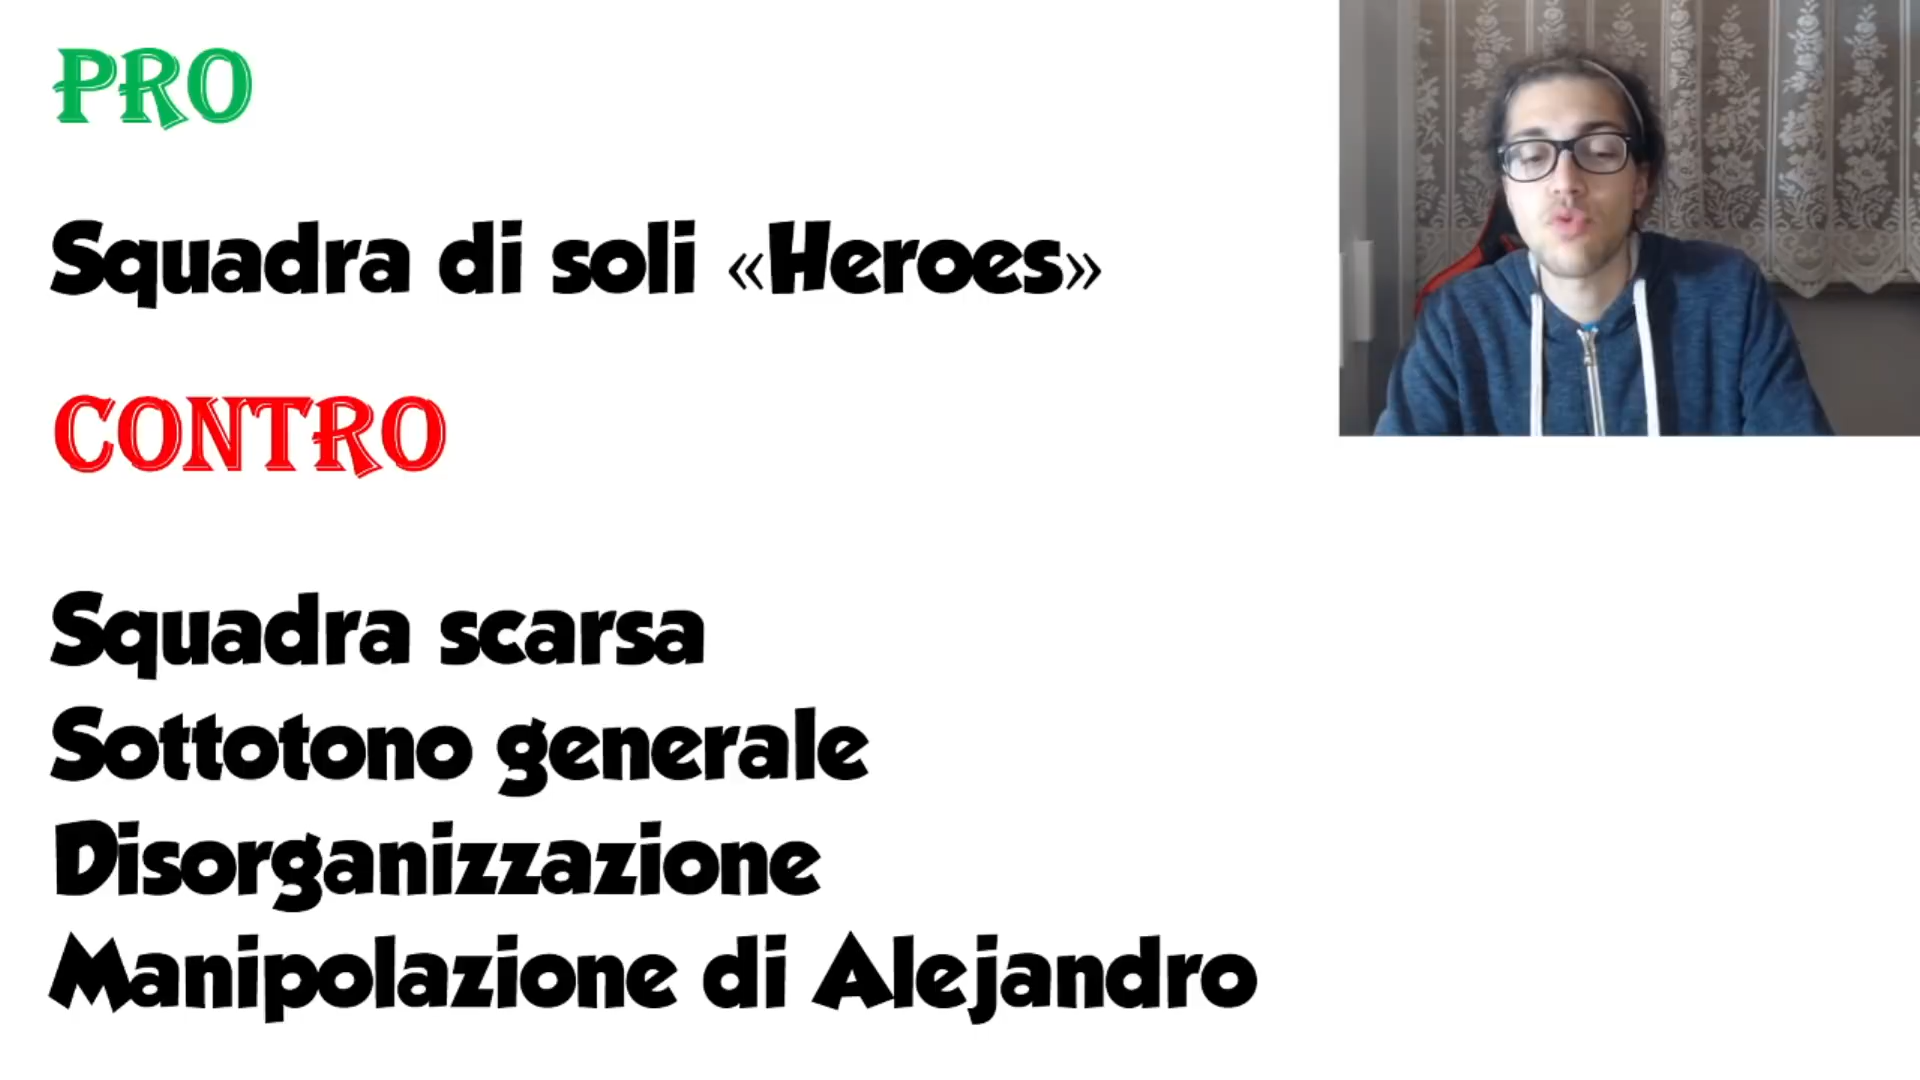 PRO
Squadra di soli «Heroes»
CONTRO
Squadra scarsa
Sottotono generale
Disorganizzazione
Manipolazione di Alejandro